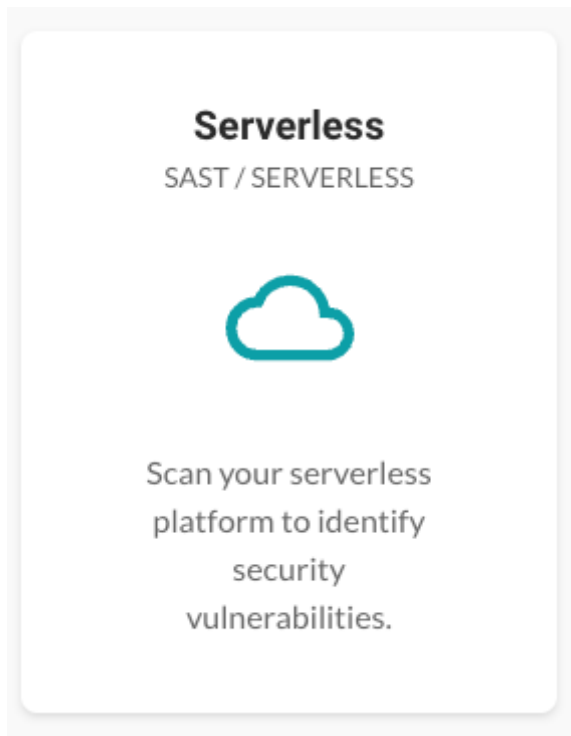 Serverless
SAST / SERVERLESS
Scan your serverless
platform to identify
security
vulnerabilities.